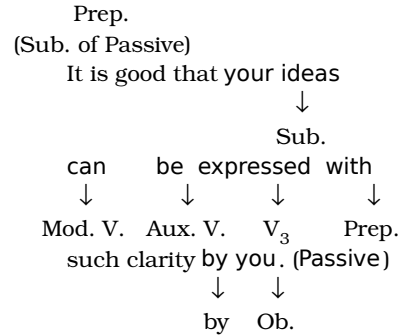 Prep.
(Sub. of Passive)
It is good that your ideas
↓
Sub.
can be expressed with
↓ ↓ ↓ ↓
Mod. V. Aux. V. V3 Prep.
such clarity by you. (Passive)
↓ ↓
by Ob.